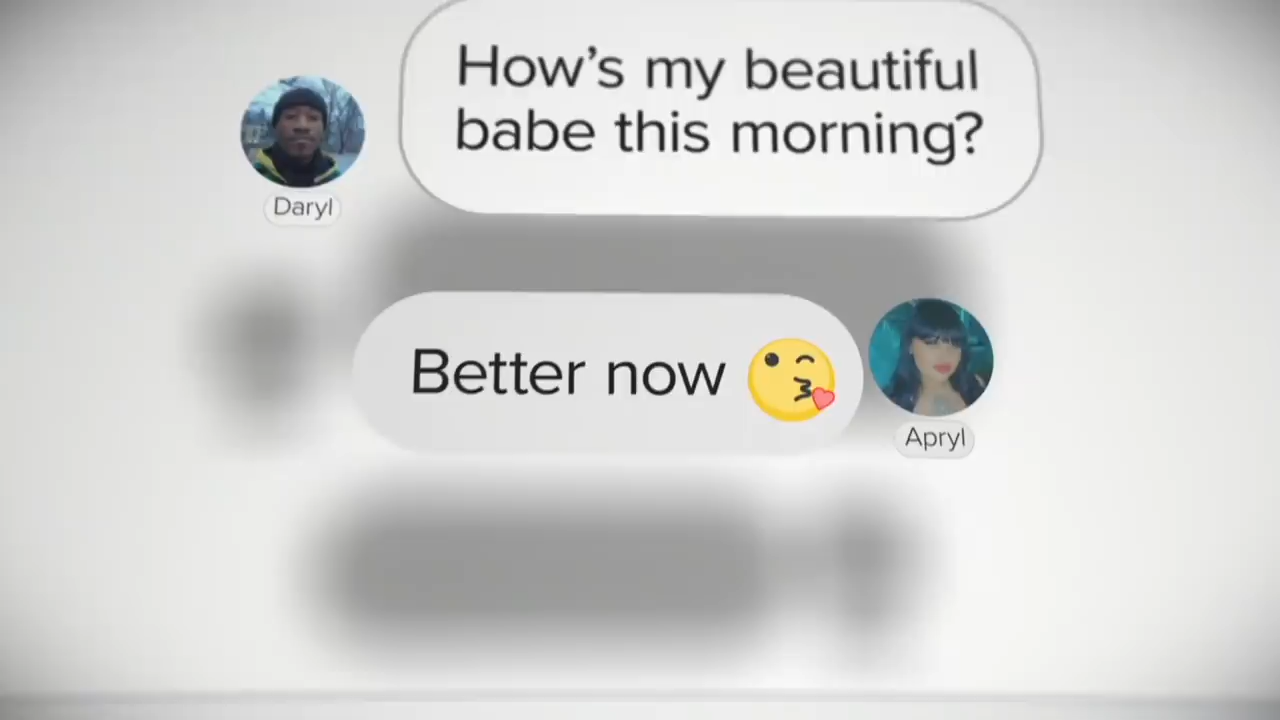 How’s my beautiful
babe this morning?
Daryl
Better now 😘
Apryl